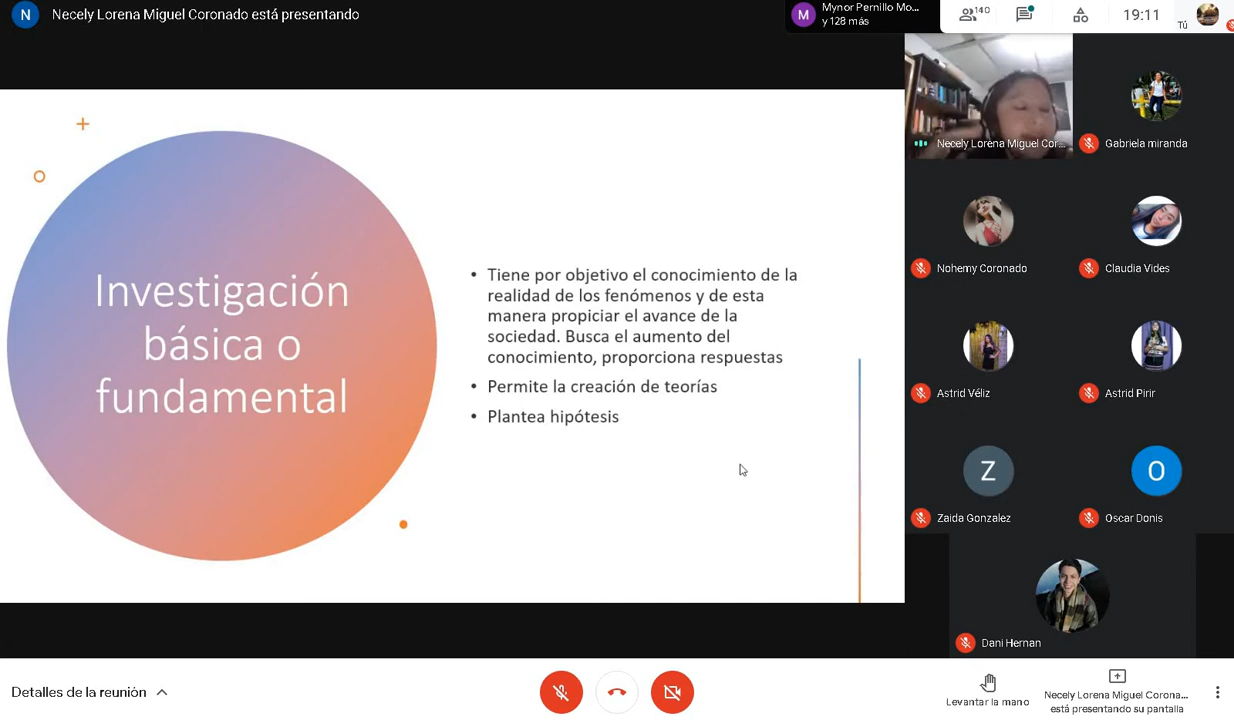 N
Necely Lorena Miguel Coronado está presentando
M
Mynor Pernillo Mo...
y 128 más
140
19:11
Tú
Investigación
básica o
fundamental
• Tiene por objetivo el conocimiento de la
realidad de los fenómenos y de esta
manera propiciar el avance de la
sociedad. Busca el aumento del
conocimiento, proporciona respuestas
• Permite la creación de teorías
• Plantea hipótesis
Necely Lorena Miguel Cor...
Gabriela miranda
Nohemy Coronado
Claudia Vides
Astrid Véliz
Astrid Pirir
Z
Zaida Gonzalez
O
Oscar Donis
Dani Hernan
Detalles de la reunión
Levantar la mano
Necely Lorena Miguel Corona...
está presentando su pantalla